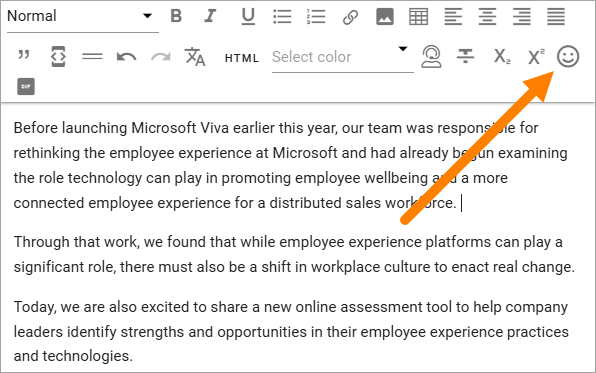 Normal B I U
” HTML Select color S X₂ X²
GIF
Before launching Microsoft Viva earlier this year, our team was responsible for
rethinking the employee experience at Microsoft and had already begun examining
the role technology can play in promoting employee wellbeing and a more
connected employee experience for a distributed sales workforce.
Through that work, we found that while employee experience platforms can play a
significant role, there must also be a shift in workplace culture to enact real change.
Today, we are also excited to share a new online assessment tool to help company
leaders identify strengths and opportunities in their employee experience practices
and technologies.